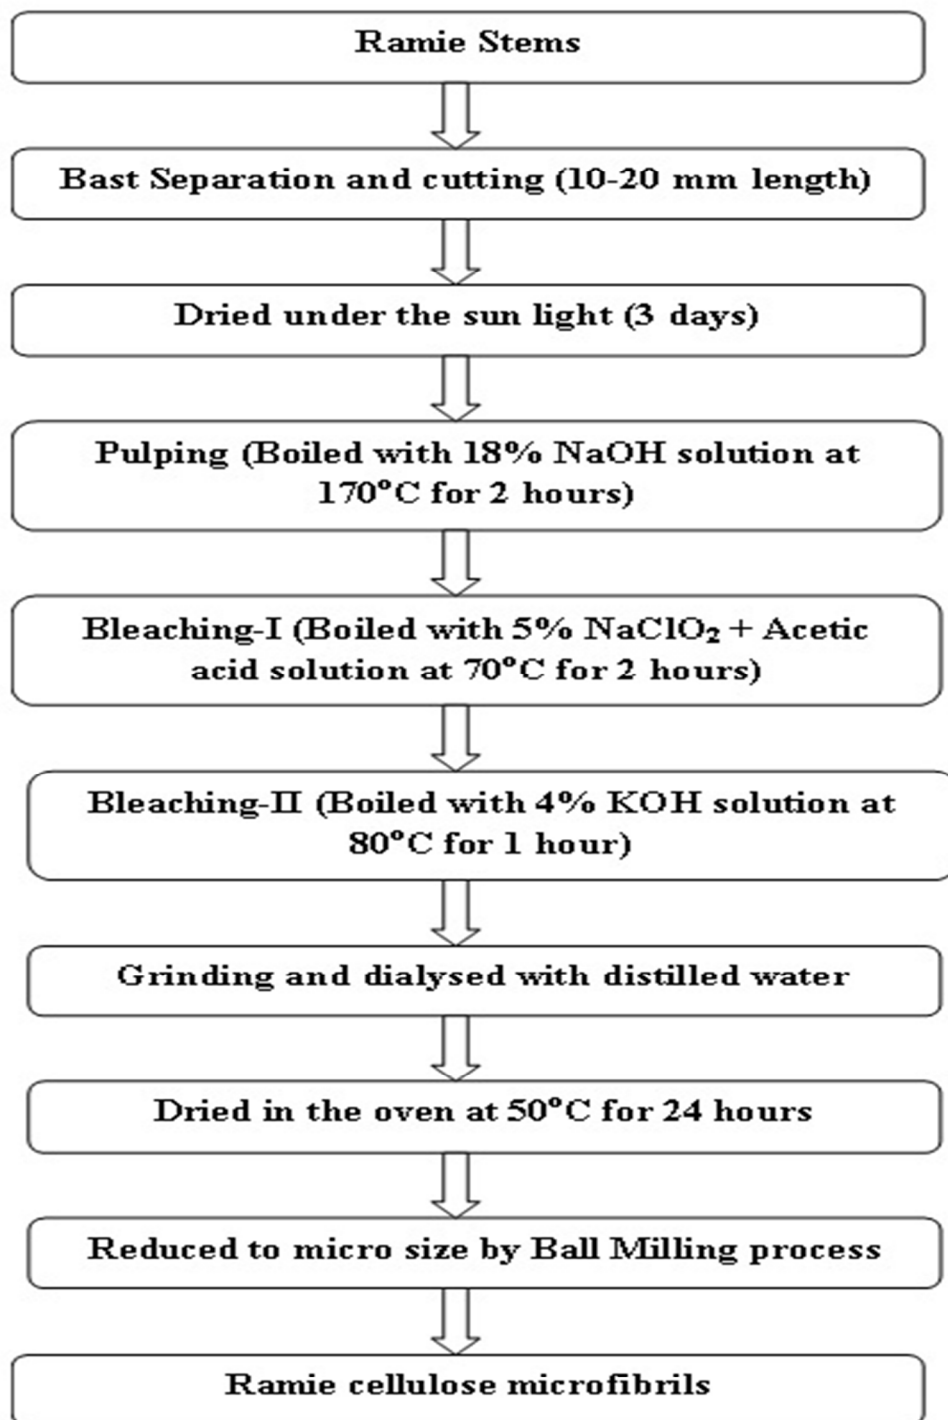 Ramie Stems
Bast Separation and cutting (10-20 mm length)
Dried under the sun light (3 days)
Pulping (Boiled with 18% NaOH solution at
170°C for 2 hours)
Bleaching-I (Boiled with 5% NaClO₂ + Acetic
acid solution at 70°C for 2 hours)
Bleaching-II (Boiled with 4% KOH solution at
80°C for 1 hour)
Grinding and dialysed with distilled water
Dried in the oven at 50°C for 24 hours
Reduced to micro size by Ball Milling process
Ramie cellulose microfibrils